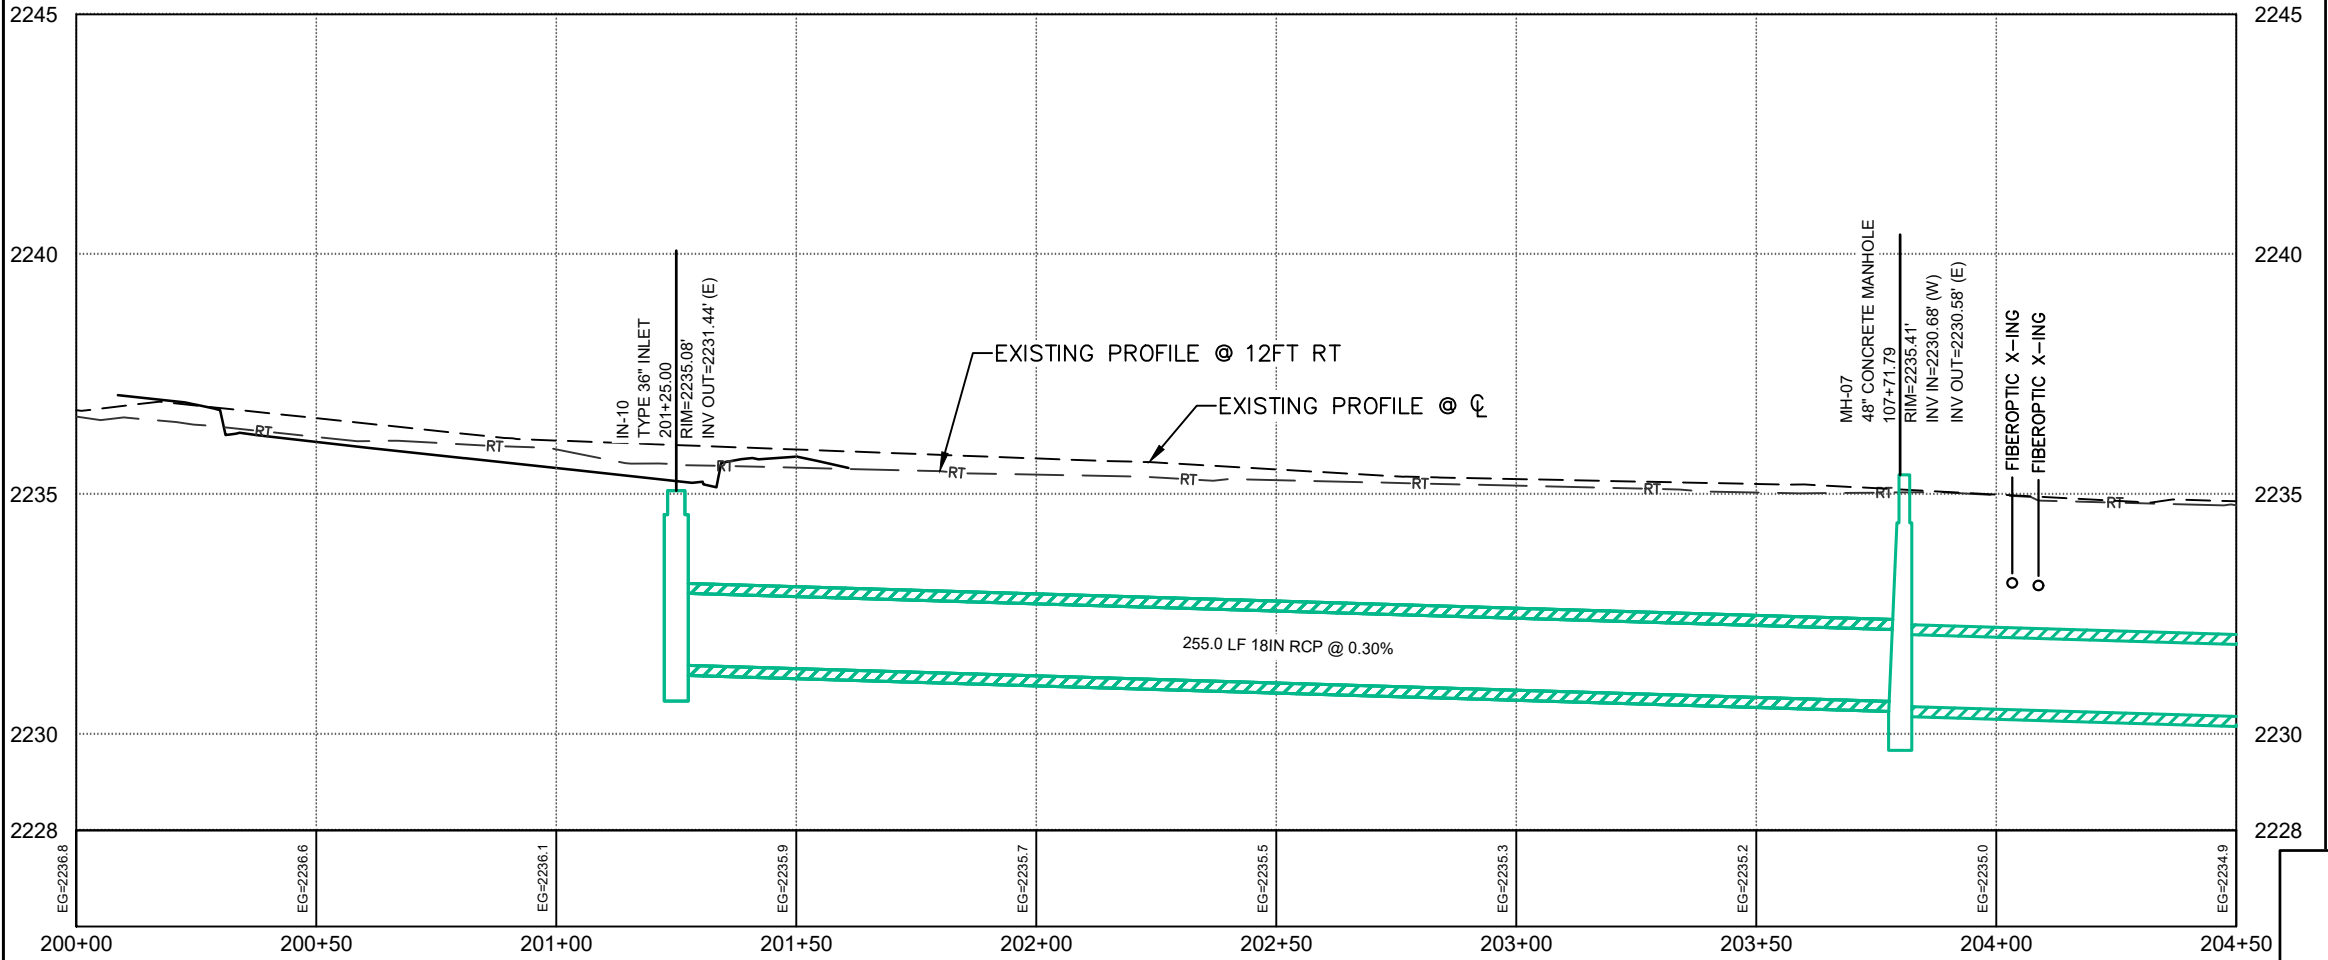 2245
2245
2240
2240
2235
2235
2230
2230
2228
2228
IN-10
TYPE 36" INLET
201+25.00
RIM=2235.08'
INV OUT=2231.44' (E)
EXISTING PROFILE @ 12FT RT
EXISTING PROFILE @ ℄
MH-07
48" CONCRETE MANHOLE
107+71.79
RIM=2235.41'
INV IN=2230.68' (W)
INV OUT=2230.58' (E)
FIBEROPTIC X-ING
FIBEROPTIC X-ING
RT
RT
RT
RT
RT
RT
RT
RT
RT
255.0 LF 18IN RCP @ 0.30%
EG=2236.8
EG=2236.6
EG=2236.1
EG=2235.9
EG=2235.7
EG=2235.5
EG=2235.3
EG=2235.2
EG=2235.0
EG=2234.9
200+00
200+50
201+00
201+50
202+00
202+50
203+00
203+50
204+00
204+50